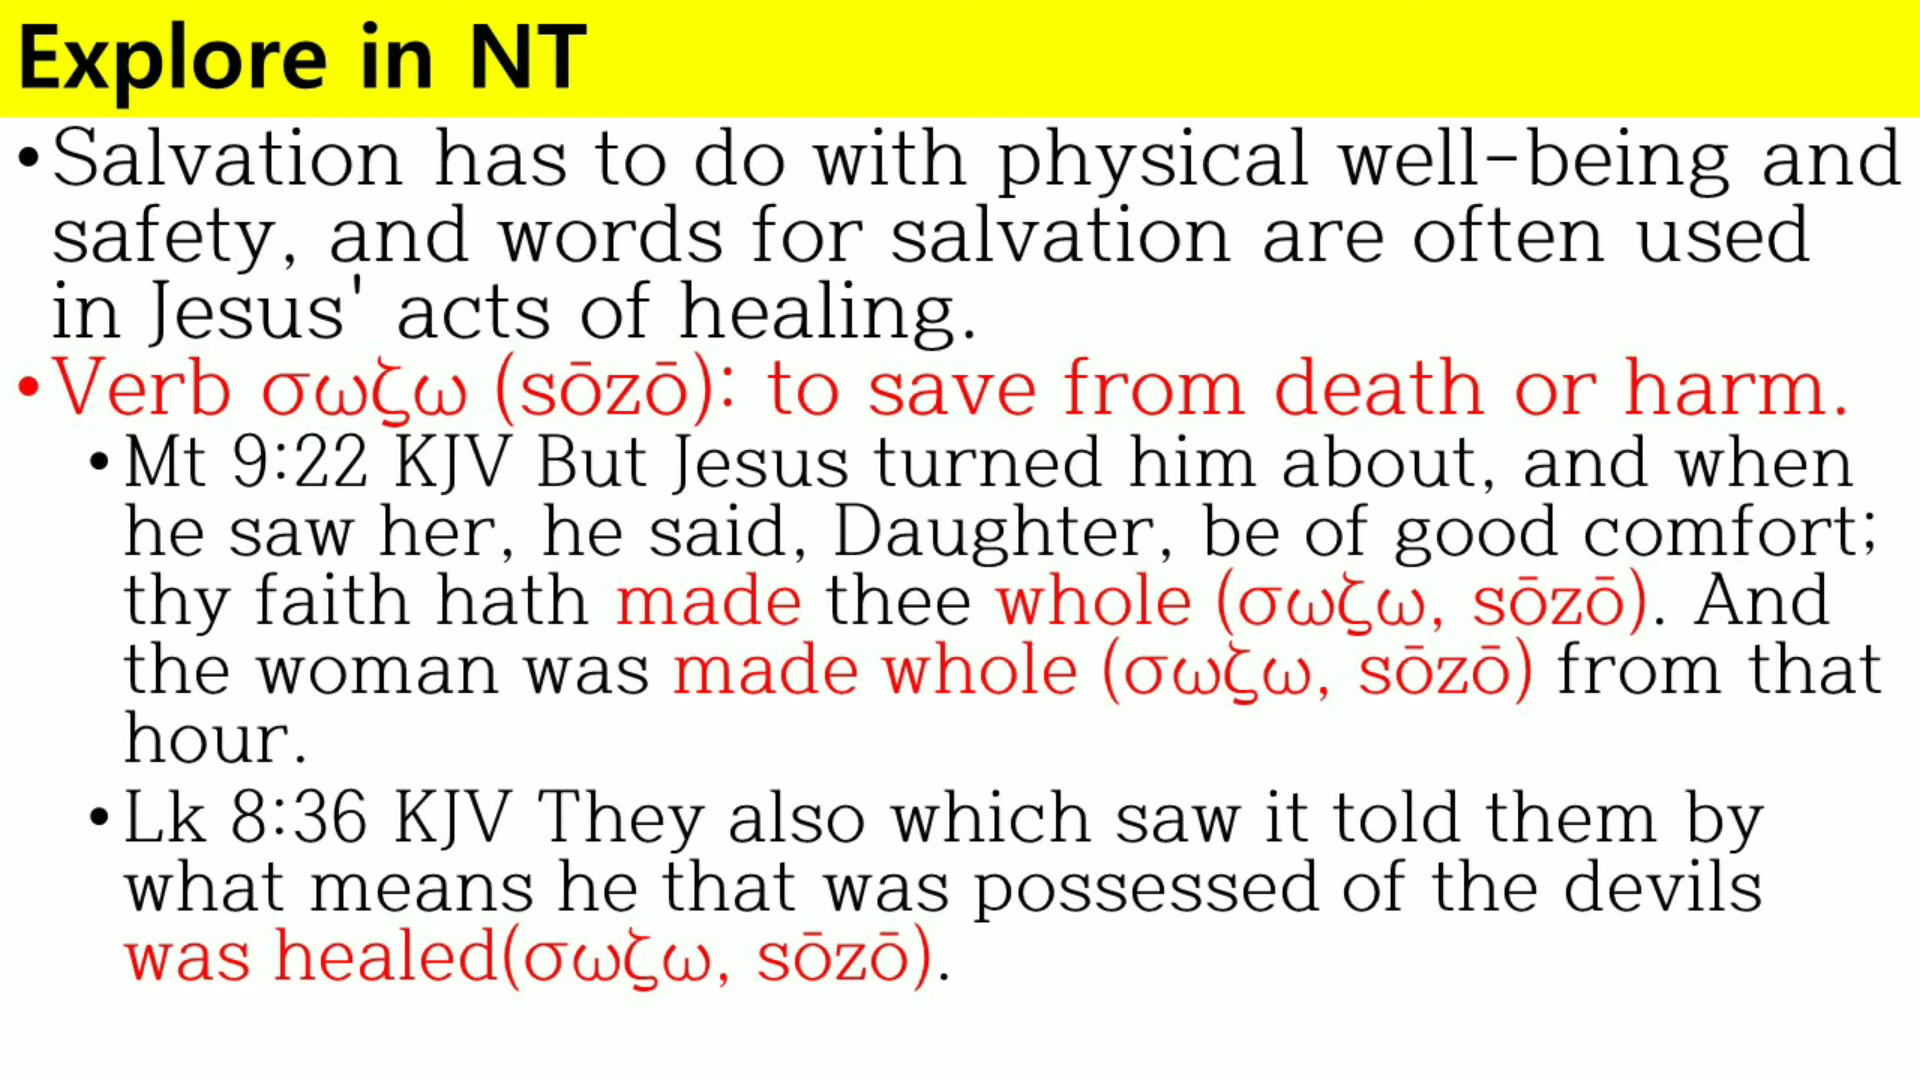 Explore in NT
•Salvation has to do with physical well-being and
safety, and words for salvation are often used
in Jesus' acts of healing.
•Verb σωζω (sōzō): to save from death or harm.
•Mt 9:22 KJV But Jesus turned him about, and when
he saw her, he said, Daughter, be of good comfort;
thy faith hath made thee whole (σωζω, sōzō). And
the woman was made whole (σωζω, sōzō) from that
hour.
•Lk 8:36 KJV They also which saw it told them by
what means he that was possessed of the devils
was healed(σωζω, sōzō).